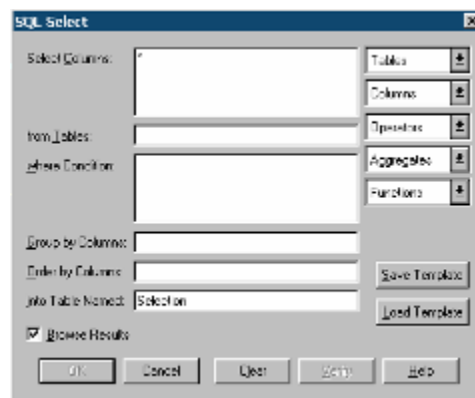 SQL Select
Select Columns:
*
Tables
Columns
from Tables:
Operators
where Condition:
Aggregates
Functions
Group by Columns:
Order by Columns:
Save Template
into Table Named: Selection
Load Template
Browse Results
OK Cancel Clear Verify Help